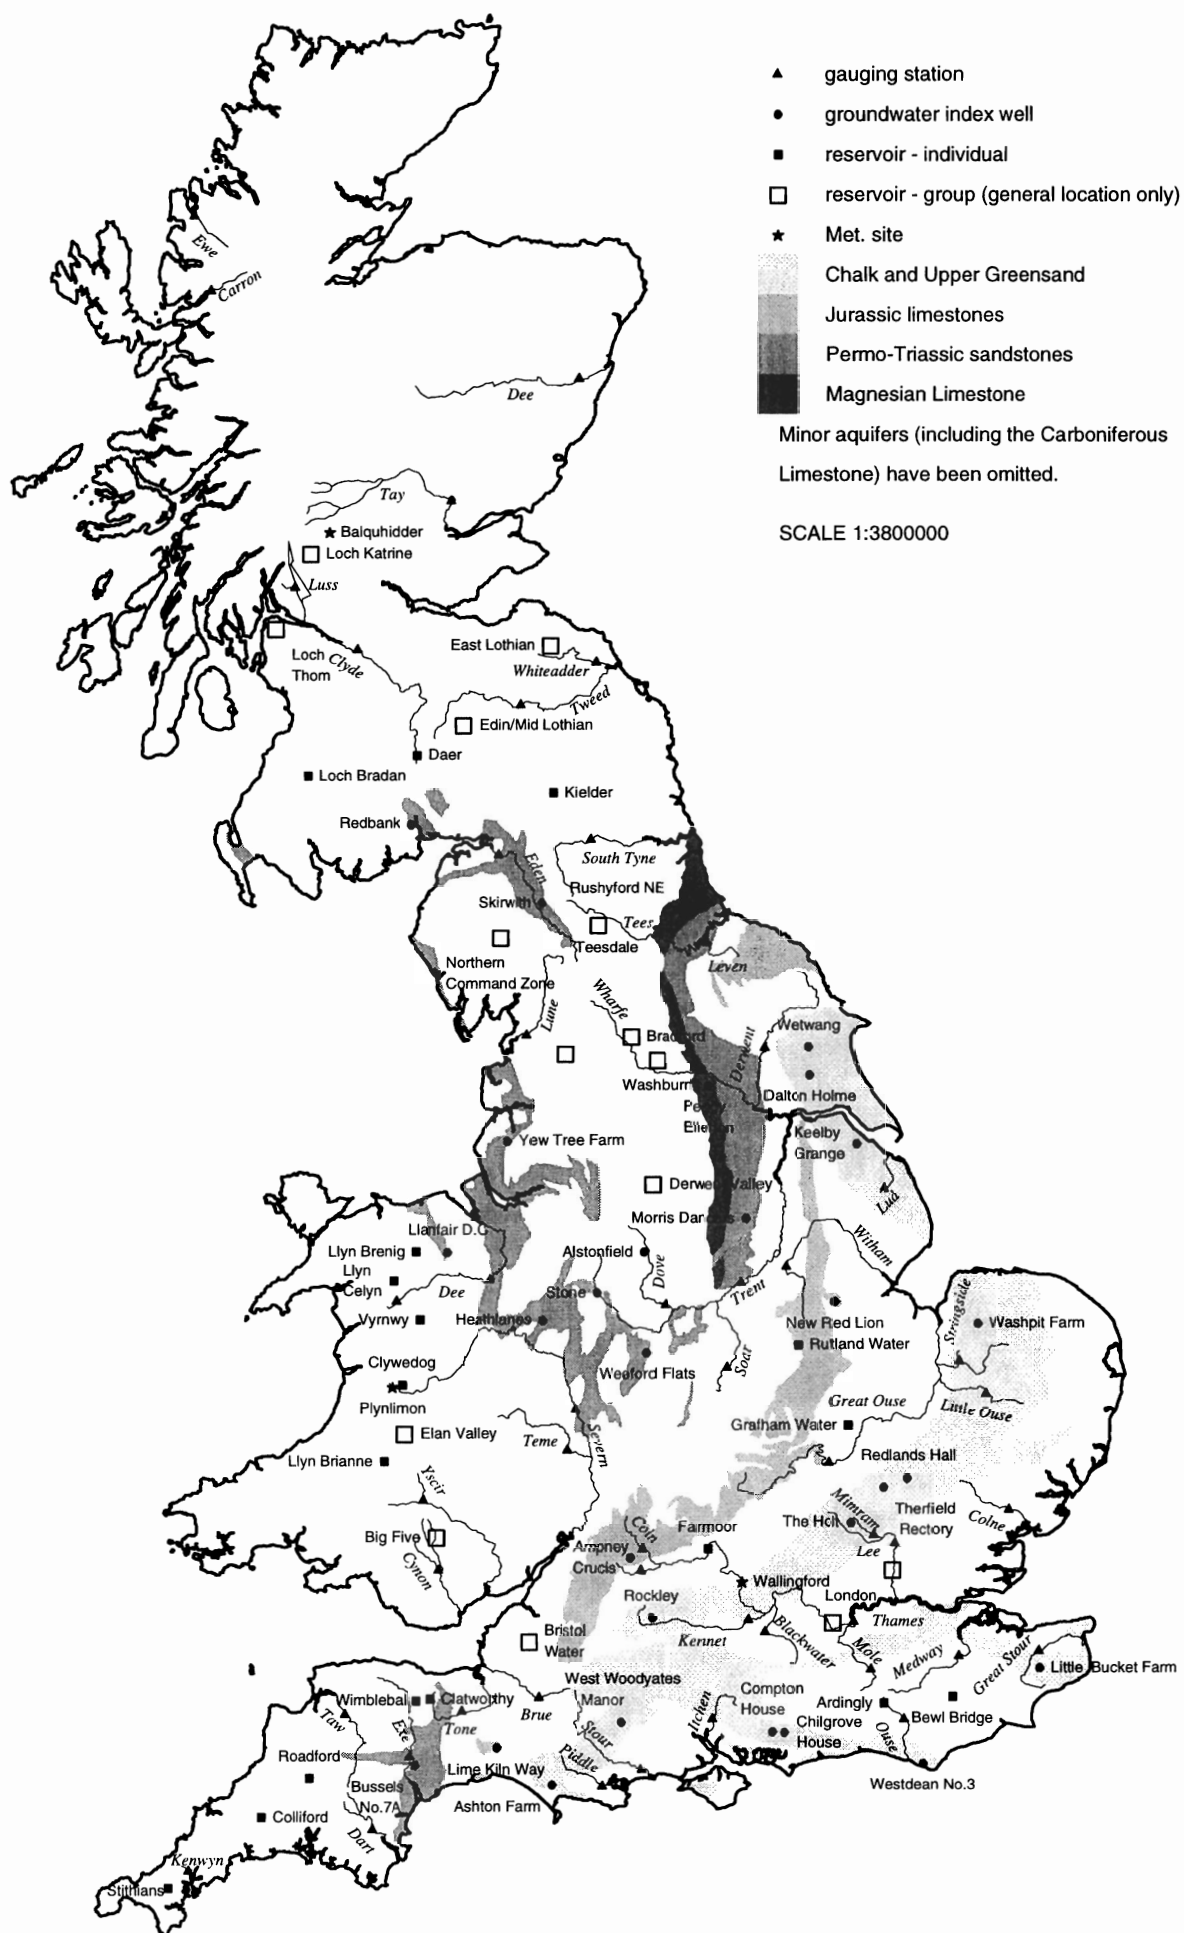 gauging station
groundwater index well
reservoir - individual
reservoir - group (general location only)
Met. site
Chalk and Upper Greensand
Jurassic limestones
Permo-Triassic sandstones
Magnesian Limestone
Minor aquifers (including the Carboniferous
Limestone) have been omitted.
SCALE 1:3800000
Ewe
Carron
Dee
Tay
Balquhidder
Loch Katrine
Luss
East Lothian
Loch
Thom
Clyde
Whiteadder
Tweed
Edin/Mid Lothian
Daer
Loch Bradan
Kielder
Redbank
South Tyne
Eden
Rushyford NE
Skirwith
Tees
Teesdale
Northern
Command Zone
Leven
Lune
Wharfe
Wetwang
Bradford
Derwent
Washburn
Dalton Holme
Keelby
Grange
Yew Tree Farm
Derwent Valley
Lud
Morris Dancers
Llanfair D.C
Witham
Llyn Brenig
Alstonfield
Llyn
Celyn
Dee
Dove
Trent
Stone
Stringside
Vyrnwy
Heathlanes
New Red Lion
Washpit Farm
Rutland Water
Clywedog
Weeford Flats
Soar
Plynlimon
Great Ouse
Little Ouse
Elan Valley
Teme
Severn
Grafham Water
Llyn Brianne
Redlands Hall
Yscir
Mimram
Therfield
Rectory
Colne
Big Five
Coln
Farmoor
The Holt
Ampney
Crucis
Lee
Cynon
Wallingford
Rockley
London
Thames
Kennet
Blackwater
Mole
Medway
Great Stour
Bristol
Water
Little Bucket Farm
West Woodyates
Manor
Compton
House
Wimbleball
Clatworthy
Itchen
Ardingly
Bewl Bridge
Taw
Exe
Tone
Brue
Stour
Chilgrove
House
Ouse
Roadford
Lime Kiln Way
Piddle
Westdean No.3
Bussels
No.7A
Ashton Farm
Colliford
Dart
Kenwyn
Stithians